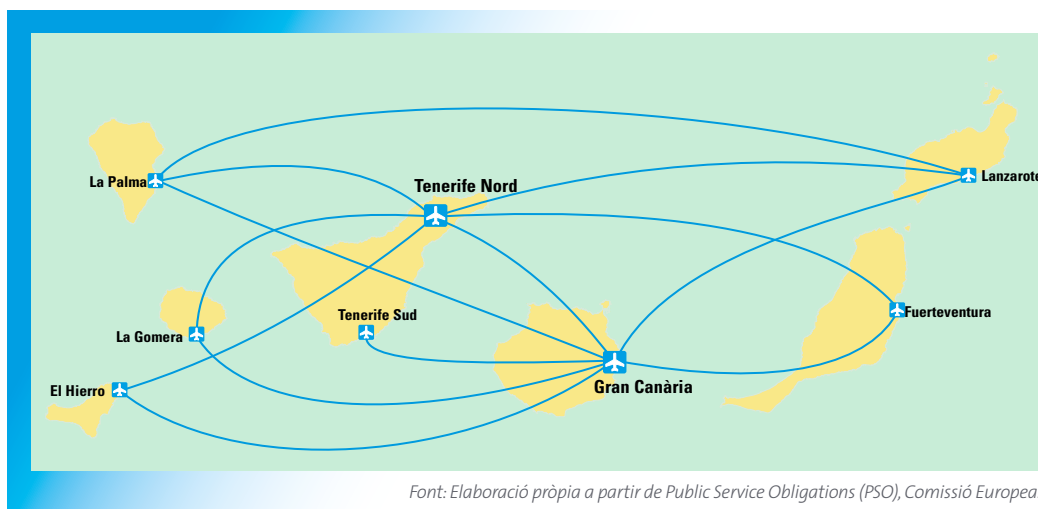 La Palma
Tenerife Nord
Lanzarote
Tenerife Sud
Fuerteventura
La Gomera
El Hierro
Gran Canària
Font: Elaboració pròpia a partir de Public Service Obligations (PSO), Comissió Europea.